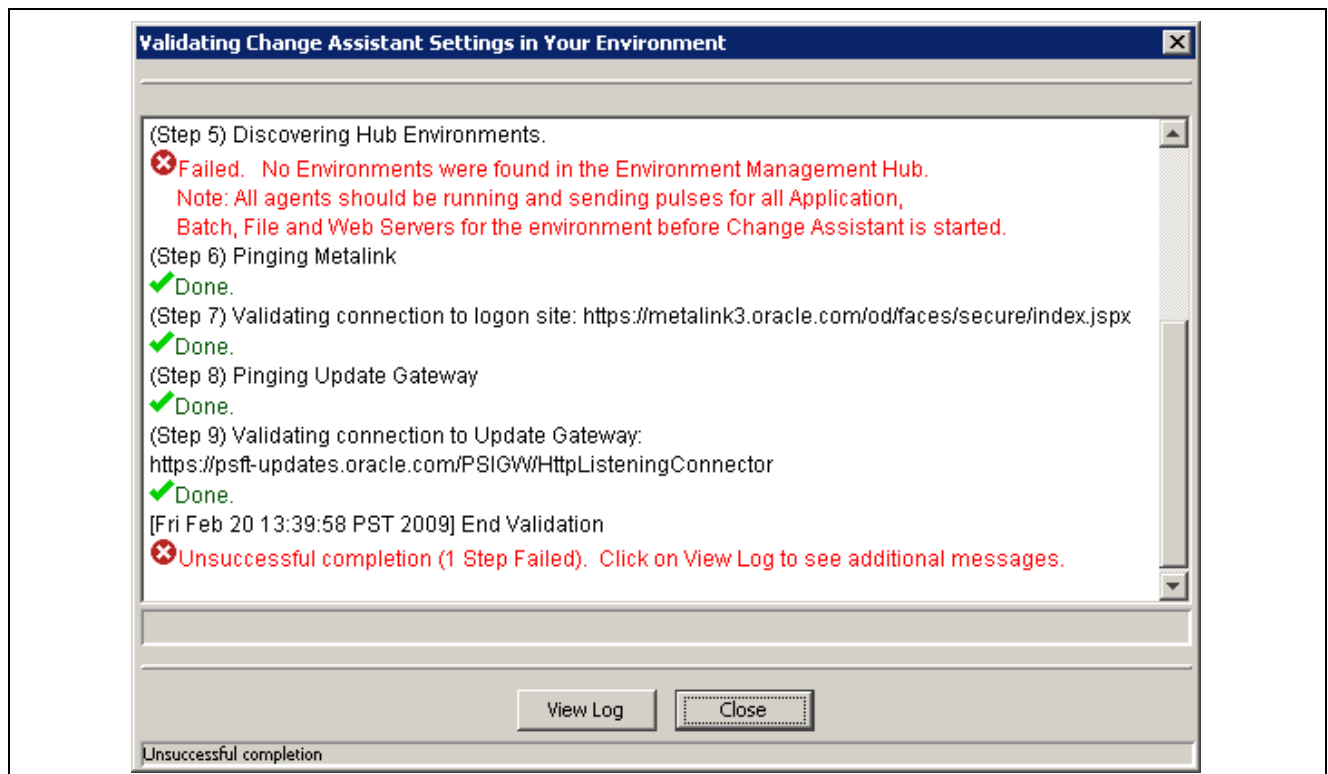 Validating Change Assistant Settings in Your Environment
(Step 5) Discovering Hub Environments.
Failed.   No Environments were found in the Environment Management Hub.
Note: All agents should be running and sending pulses for all Application,
Batch, File and Web Servers for the environment before Change Assistant is started.
(Step 6) Pinging Metalink
Done.
(Step 7) Validating connection to logon site: https://metalink3.oracle.com/od/faces/secure/index.jspx
Done.
(Step 8) Pinging Update Gateway
Done.
(Step 9) Validating connection to Update Gateway:
https://psft-updates.oracle.com/PSIGW/HttpListeningConnector
Done.
[Fri Feb 20 13:39:58 PST 2009] End Validation
Unsuccessful completion (1 Step Failed).  Click on View Log to see additional messages.
View Log Close
Unsuccessful completion